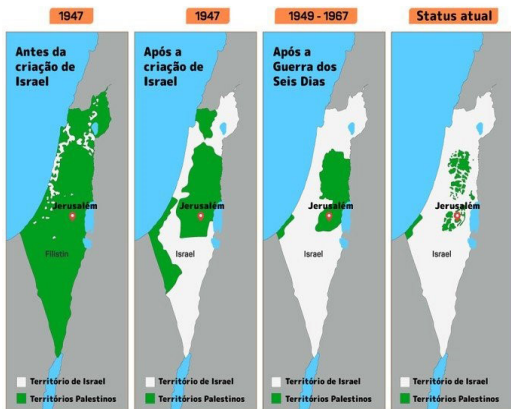 1947
Antes da
criação de
Israel
Jerusalém
Filistin
Território de Israel
Territórios Palestinos
1947
Após a
criação de
Israel
Jerusalém
Israel
Território de Israel
Territórios Palestinos
1949 - 1967
Após a
Guerra dos
Seis Dias
Jerusalém
Israel
Território de Israel
Territórios Palestinos
Status atual
Jerusalém
Israel
Território de Israel
Territórios Palestinos